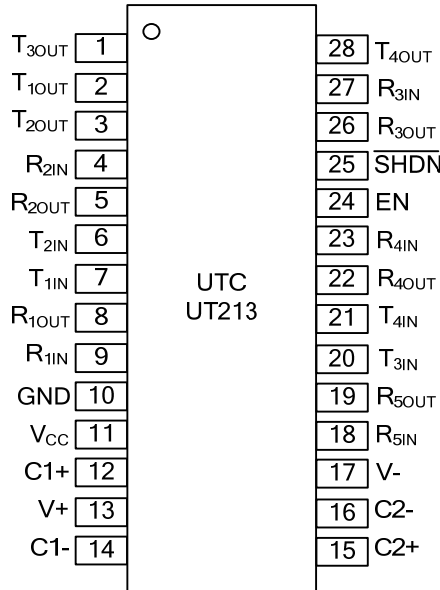 T3OUT 1 28 T4OUT
T1OUT 2 27 R3IN
T2OUT 3 26 R3OUT
R2IN 4 25 SHDN
R2OUT 5 24 EN
T2IN 6 23 R4IN
T1IN 7 22 R4OUT
R1OUT 8 21 T4IN
R1IN 9 20 T3IN
GND 10 19 R5OUT
VCC 11 18 R5IN
C1+ 12 17 V-
V+ 13 16 C2-
C1- 14 15 C2+
UTC
UT213